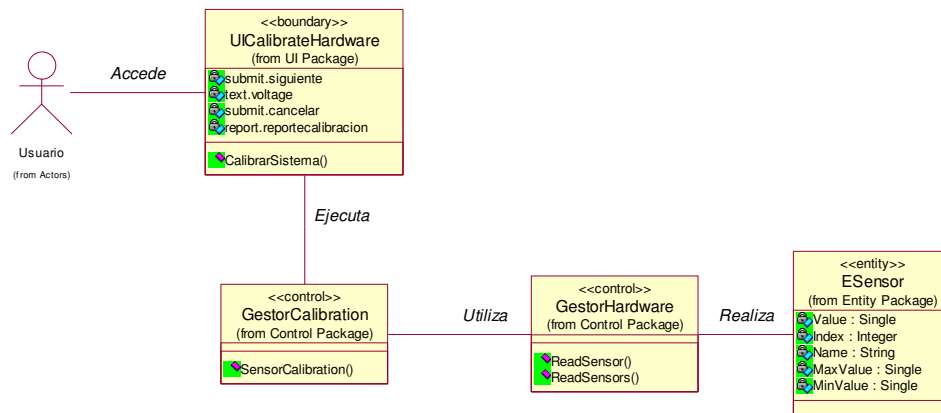 <<boundary>>
UICalibrateHardware
(from UI Package)
submit.siguiente
text.voltage
submit.cancelar
report.reportecalibracion
CalibrarSistema()
Accede
Usuario
(from Actors)
Ejecuta
<<control>>
GestorCalibration
(from Control Package)
SensorCalibration()
Utiliza
<<control>>
GestorHardware
(from Control Package)
ReadSensor()
ReadSensors()
Realiza
<<entity>>
ESensor
(from Entity Package)
Value : Single
Index : Integer
Name : String
MaxValue : Single
MinValue : Single